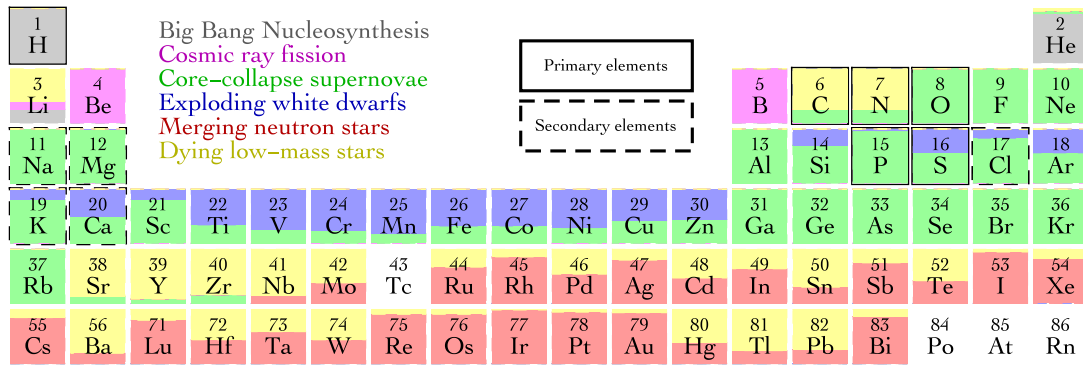 1 2
H Big Bang Nucleosynthesis He
Cosmic ray fission
3 4 Core-collapse supernovae Primary elements 5 6 7 8 9 10
Li Be Exploding white dwarfs B C N O F Ne
Merging neutron stars
11 12 Dying low-mass stars Secondary elements 13 14 15 16 17 18
Na Mg Al Si P S Cl Ar
19 20 21 22 23 24 25 26 27 28 29 30 31 32 33 34 35 36
K Ca Sc Ti V Cr Mn Fe Co Ni Cu Zn Ga Ge As Se Br Kr
37 38 39 40 41 42 43 44 45 46 47 48 49 50 51 52 53 54
Rb Sr Y Zr Nb Mo Tc Ru Rh Pd Ag Cd In Sn Sb Te I Xe
55 56 71 72 73 74 75 76 77 78 79 80 81 82 83 84 85 86
Cs Ba Lu Hf Ta W Re Os Ir Pt Au Hg Tl Pb Bi Po At Rn